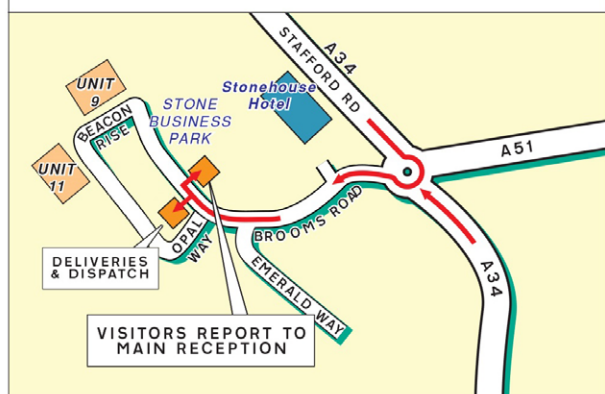 A34
STAFFORD RD
UNIT
9
STONE
BUSINESS
PARK
Stonehouse
Hotel
BEACON
RISE
A51
UNIT
11
BROOMS ROAD
OPAL
WAY
DELIVERIES
& DISPATCH
EMERALD WAY
A34
VISITORS REPORT TO
MAIN RECEPTION